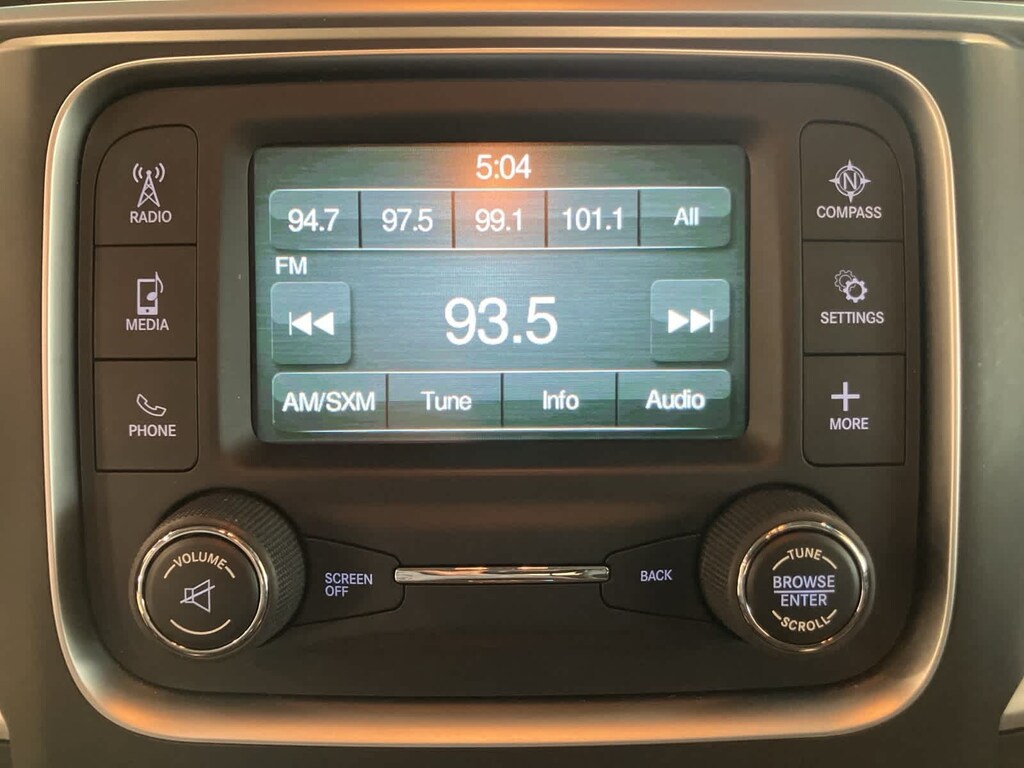 5:04
94.7 97.5 99.1 101.1 All
FM
93.5
AM/SXM Tune Info Audio
RADIO
MEDIA
PHONE
N
COMPASS
SETTINGS
MORE
VOLUME
SCREEN
OFF
BACK
TUNE
BROWSE
ENTER
SCROLL